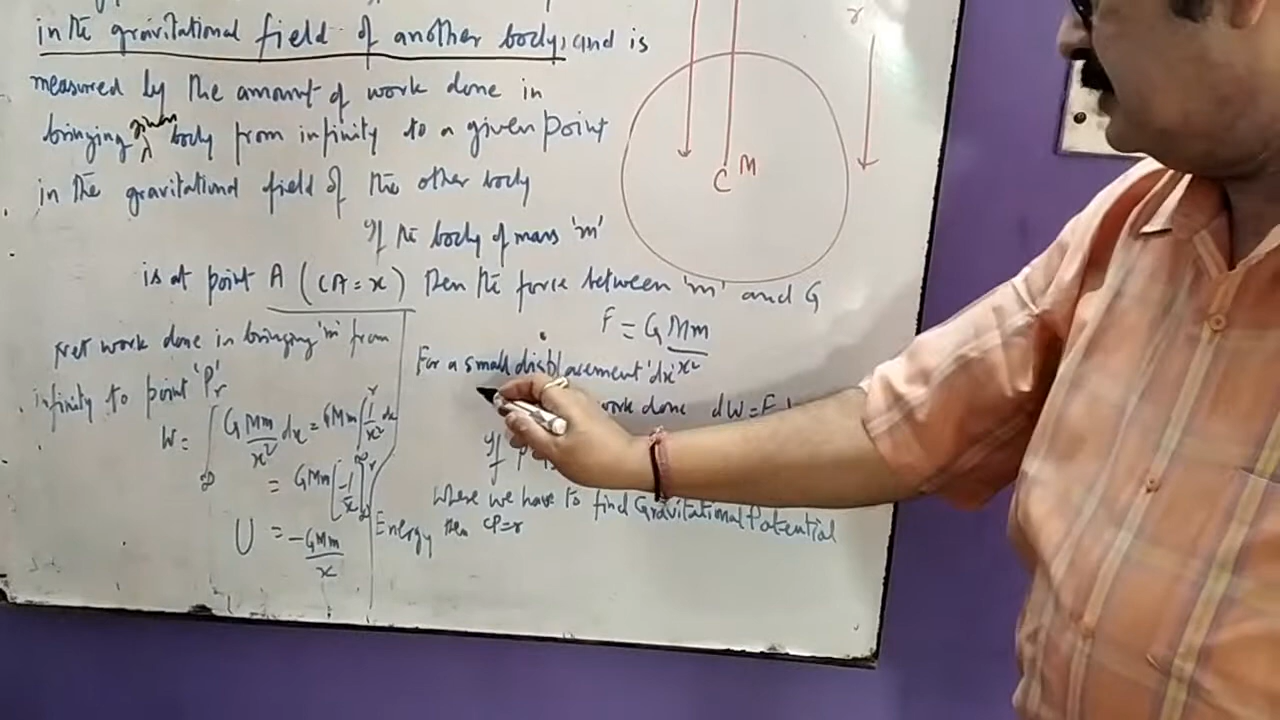 in the gravitational field of another body, and is
measured by the amount of work done in
bringing given body from infinity to a given point
in the gravitational field of the other body
If the body of mass 'm'
is at point A (CA = x) Then the force between 'm' and G
F = G Mm/x²
For a small displacement 'dx'
work done dW = F
If P
where we have to find Gravitational Potential
Energy then CP=r
Net work done in bringing 'm' from
infinity to point 'P'
W = ∫_∞^r G Mm/x² dx = GMm ∫_∞^r 1/x² dx
= GMm [-1/x]_∞^r
U = -GMm/x
C M
r